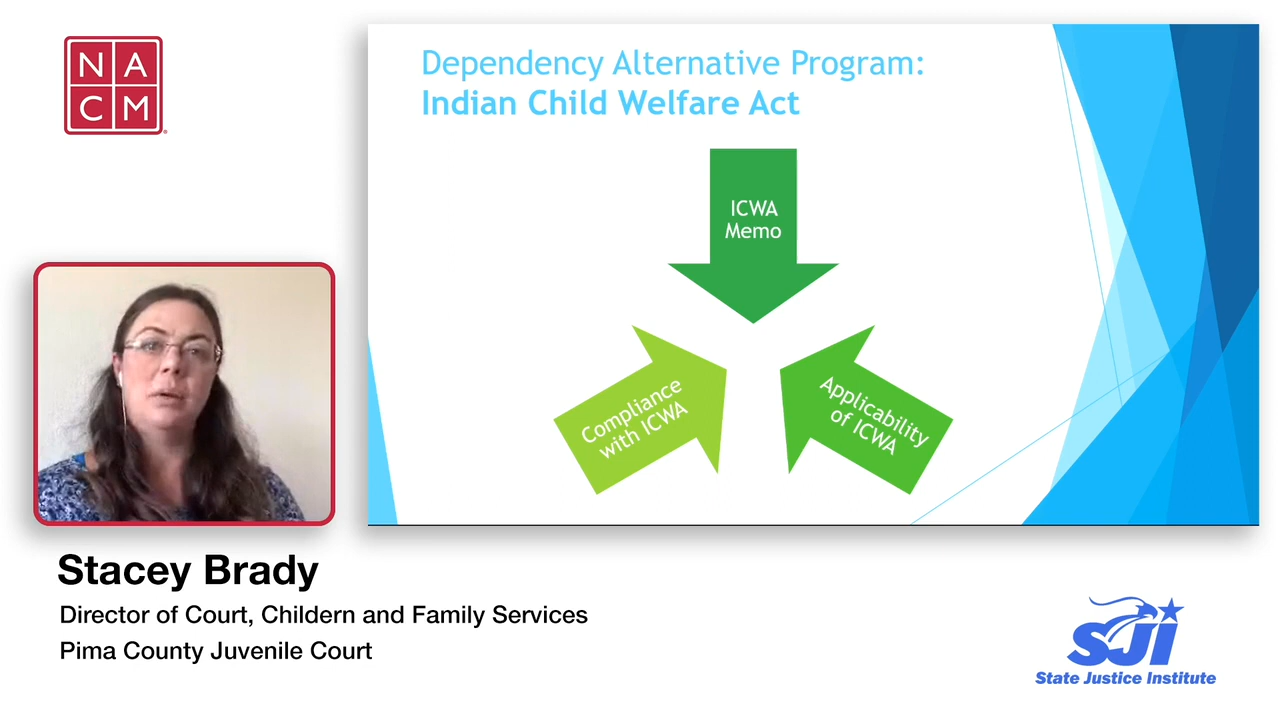 NA
CM
Dependency Alternative Program:
Indian Child Welfare Act
ICWA
Memo
Compliance
with ICWA
Applicability
of ICWA
Stacey Brady
Director of Court, Childern and Family Services
Pima County Juvenile Court
SJI
State Justice Institute